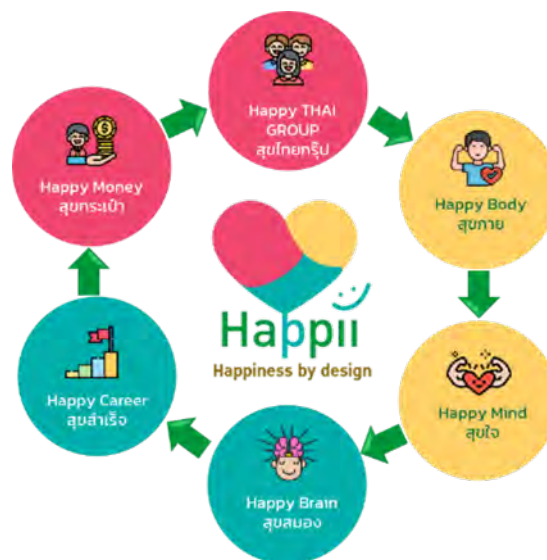 Happy THAI
GROUP
สุขไทยกรุ๊ป
Happy Body
สุขกาย
Happy Mind
สุขใจ
Happy Brain
สุขสมอง
Happy Career
สุขสำเร็จ
Happy Money
สุขกระเป๋า
Happii
Happiness by design